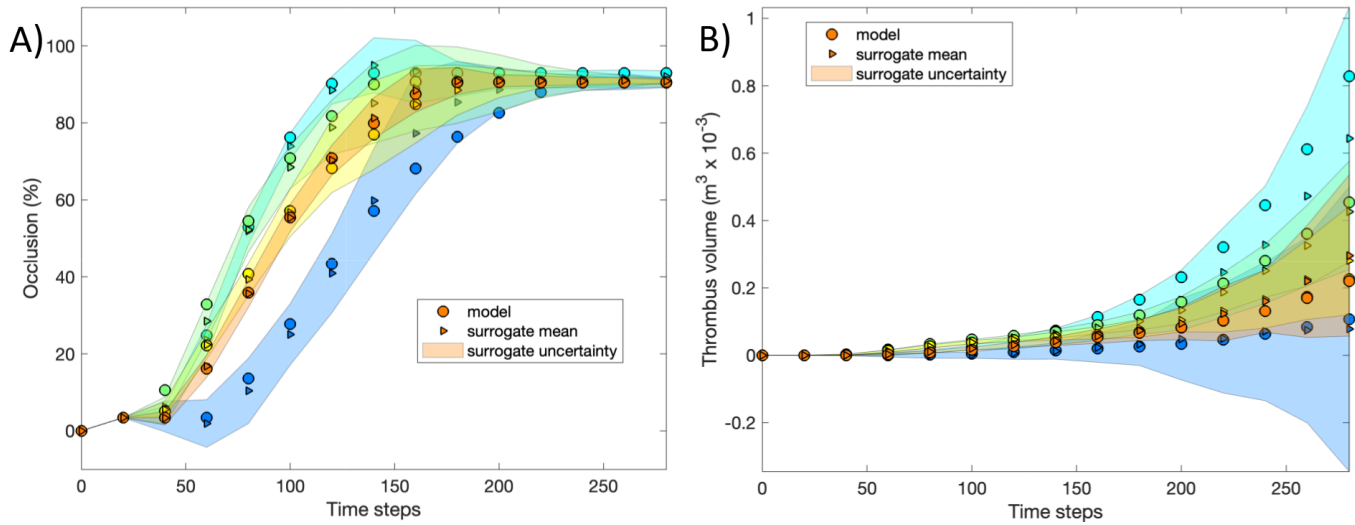 A)
100
80
60
40
20
0
Occlusion (%)
model
surrogate mean
surrogate uncertainty
0 50 100 150 200 250
Time steps
B)
1
0.8
0.6
0.4
0.2
0
-0.2
Thrombus volume (m³ x 10⁻³)
model
surrogate mean
surrogate uncertainty
0 50 100 150 200 250
Time steps